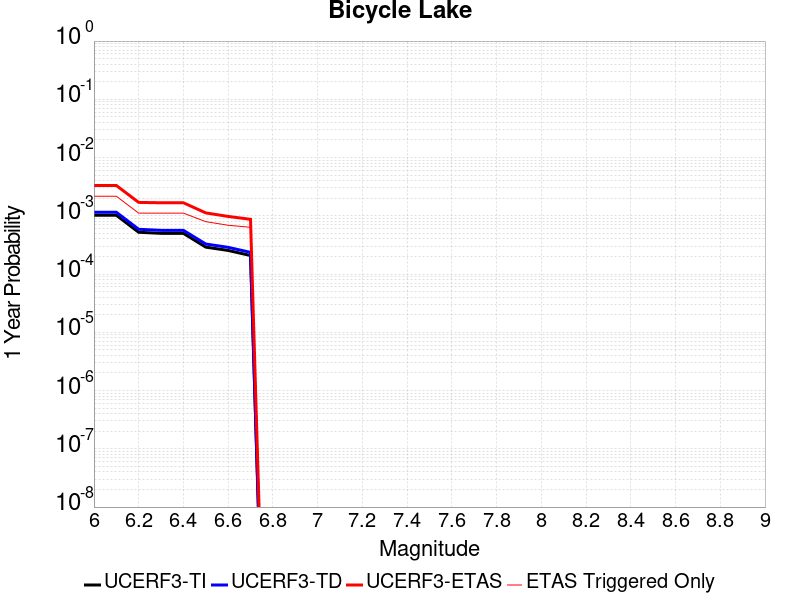 Bicycle Lake
1 Year Probability
10^0
10^-1
10^-2
10^-3
10^-4
10^-5
10^-6
10^-7
10^-8
6 6.2 6.4 6.6 6.8 7 7.2 7.4 7.6 7.8 8 8.2 8.4 8.6 8.8 9
Magnitude
UCERF3-TI UCERF3-TD UCERF3-ETAS ETAS Triggered Only